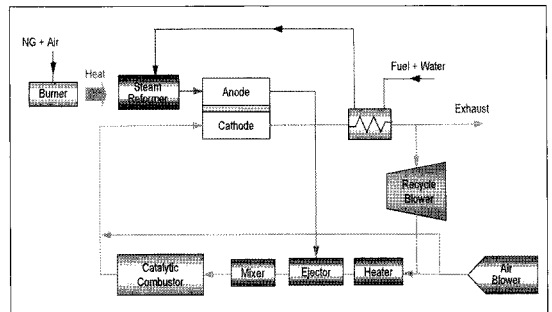 NG + Air
Burner
Heat
Steam
Reformer
Anode
Cathode
Fuel + Water
Exhaust
Recycle
Blower
Catalytic
Combustor
Mixer
Ejector
Heater
Air
Blower